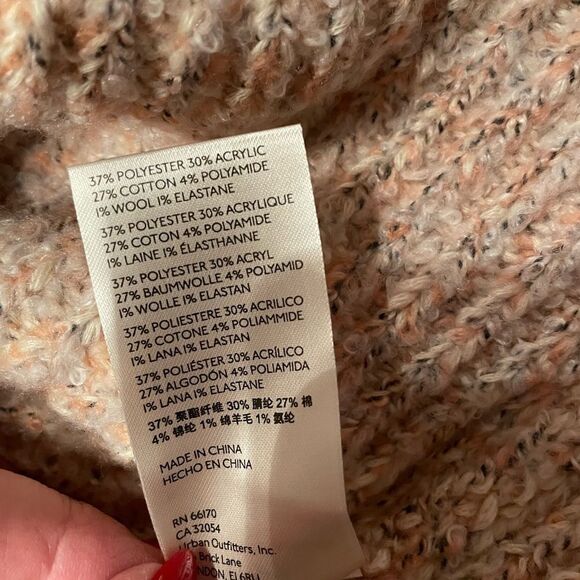 37% POLYESTER 30% ACRYLIC
27% COTTON 4% POLYAMIDE
1% WOOL 1% ELASTANE
37% POLYESTER 30% ACRYLIQUE
27% COTON 4% POLYAMIDE
1% LAINE 1% ÉLASTHANNE
37% POLYESTER 30% ACRYL
27% BAUMWOLLE 4% POLYAMID
1% WOLLE 1% ELASTAN
37% POLIESTERE 30% ACRILICO
27% COTONE 4% POLIAMMIDE
1% LANA 1% ELASTAN
37% POLIÉSTER 30% ACRÍLICO
27% ALGODÓN 4% POLIAMIDA
1% LANA 1% ELASTANE
37% 聚酯纤维 30% 腈纶 27% 棉
4% 锦纶 1% 绵羊毛 1% 氨纶
MADE IN CHINA
HECHO EN CHINA
RN 66170
CA 32054
Urban Outfitters, Inc.
Brick Lane